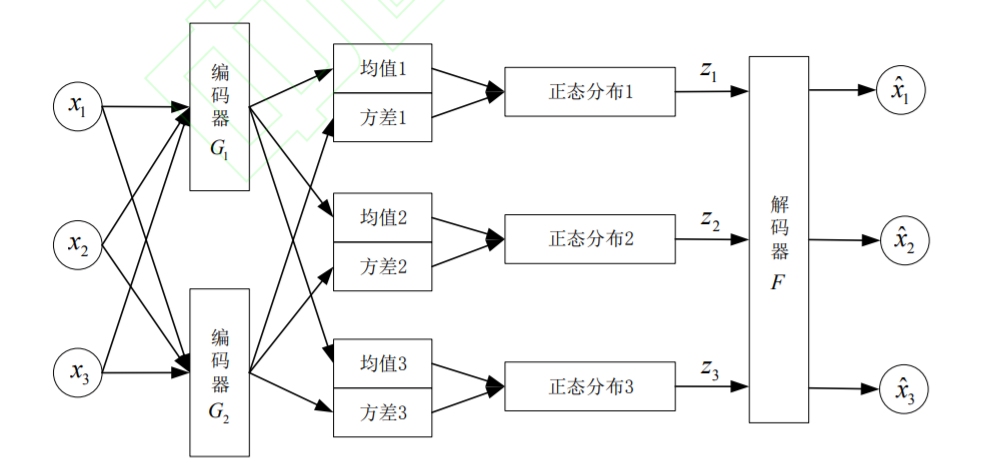 x₁
x₂
x₃
编码器
G₁
编码器
G₂
均值1
方差1
均值2
方差2
均值3
方差3
正态分布1
正态分布2
正态分布3
z₁
z₂
z₃
解码器
F
x̂₁
x̂₂
x̂₃